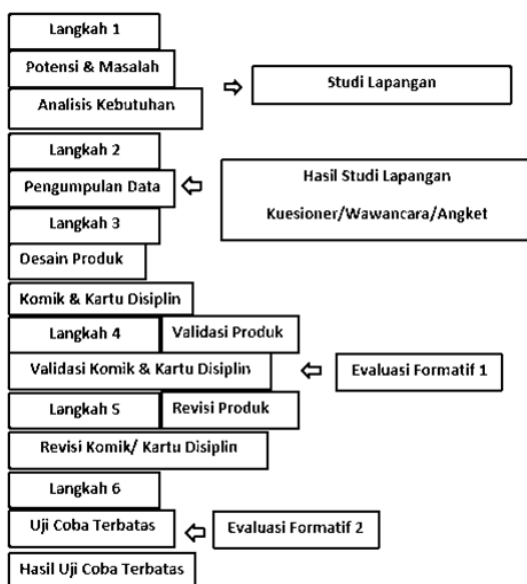 Langkah 1
Potensi & Masalah
Analisis Kebutuhan
Studi Lapangan
Langkah 2
Pengumpulan Data
Hasil Studi Lapangan
Kuesioner/Wawancara/Angket
Langkah 3
Desain Produk
Komik & Kartu Disiplin
Langkah 4
Validasi Produk
Validasi Komik & Kartu Disiplin
Evaluasi Formatif 1
Langkah 5
Revisi Produk
Revisi Komik/ Kartu Disiplin
Langkah 6
Uji Coba Terbatas
Evaluasi Formatif 2
Hasil Uji Coba Terbatas